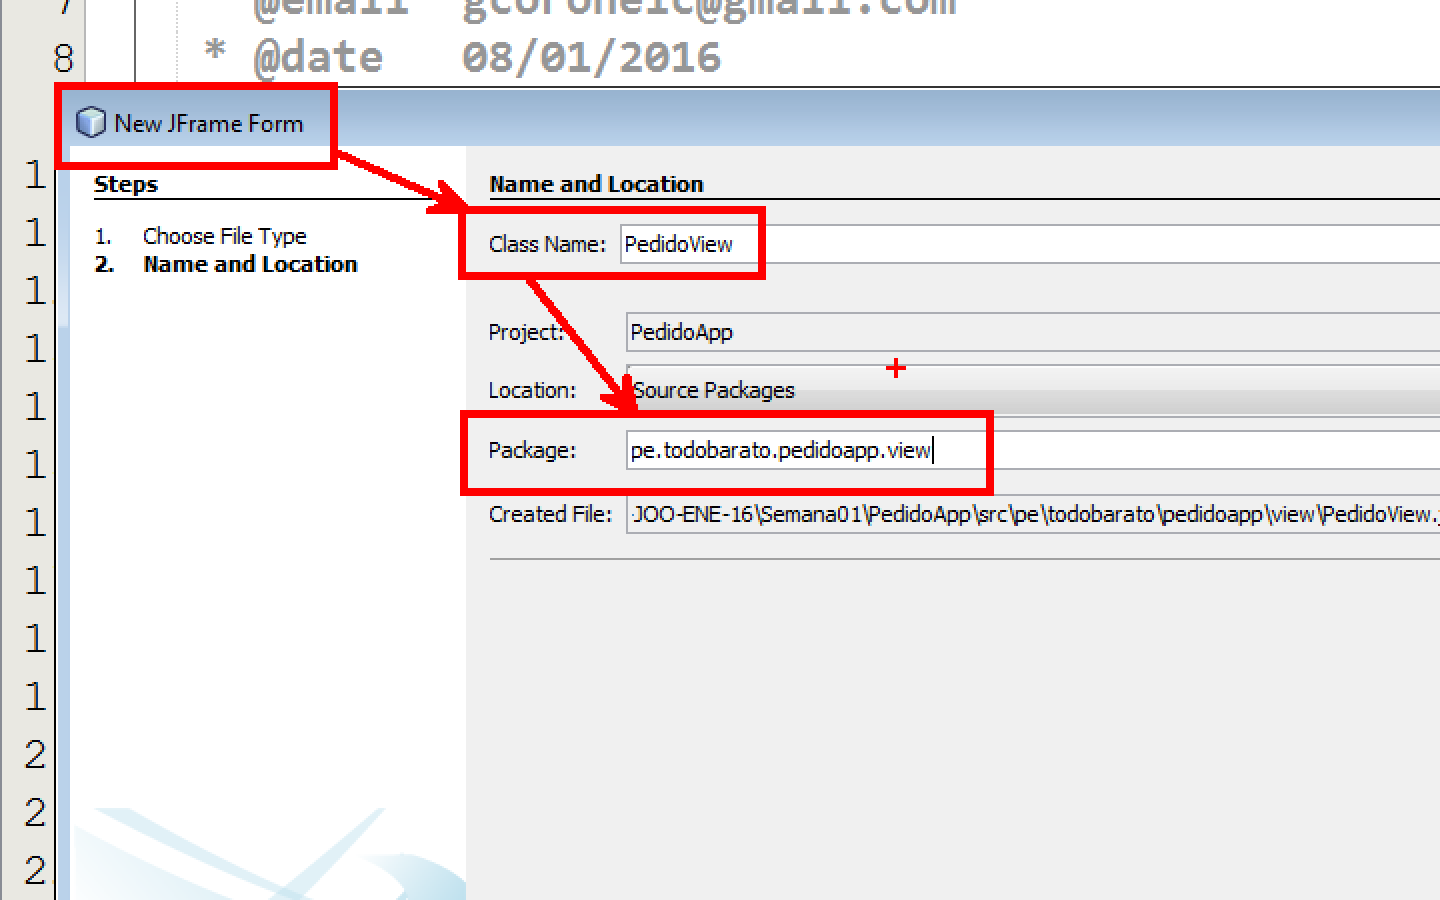 7 @email gcoronelc@gmail.com
8 * @date 08/01/2016
New JFrame Form
Steps
1. Choose File Type
2. Name and Location
Name and Location
Class Name: PedidoView
Project: PedidoApp
Location: Source Packages
Package: pe.todobarato.pedidoapp.view
Created File: JOO-ENE-16\Semana01\PedidoApp\src\pe\todobarato\pedidoapp\view\PedidoView.
1
1
1
1
1
1
1
1
1
1
2
2
2